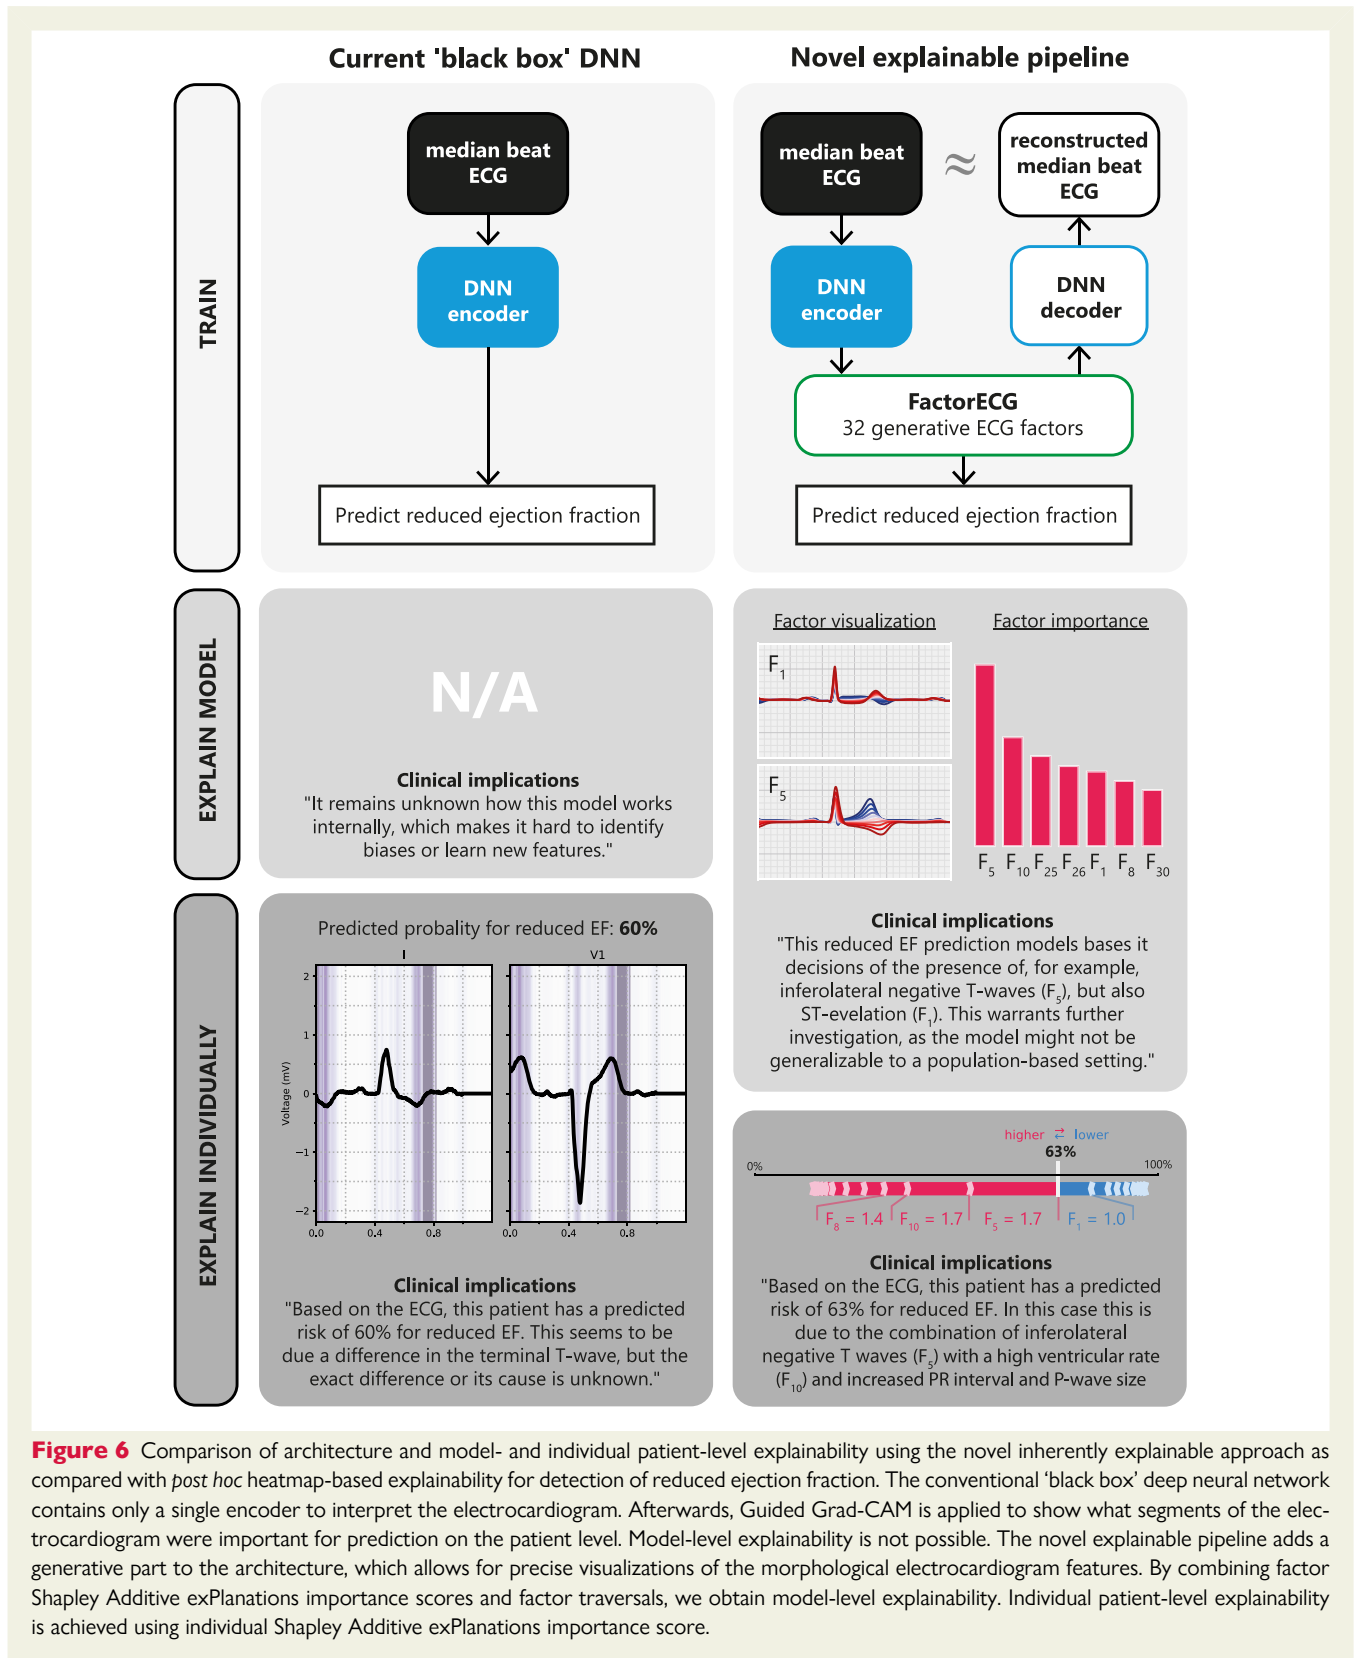 Current 'black box' DNN
Novel explainable pipeline
TRAIN
median beat
ECG
DNN
encoder
Predict reduced ejection fraction
median beat
ECG
≈
reconstructed
median beat
ECG
DNN
encoder
DNN
decoder
FactorECG
32 generative ECG factors
Predict reduced ejection fraction
EXPLAIN MODEL
N/A
Clinical implications
"It remains unknown how this model works
internally, which makes it hard to identify
biases or learn new features."
Factor visualization
Factor importance
F1
F5
F5 F10 F25 F26 F1 F8 F30
Clinical implications
"This reduced EF prediction models bases it
decisions of the presence of, for example,
inferolateral negative T-waves (F5), but also
ST-evelation (F1). This warrants further
investigation, as the model might not be
generalizable to a population-based setting."
EXPLAIN INDIVIDUALLY
Predicted probality for reduced EF: 60%
I
V1
Voltage (mV)
2
1
0
−1
−2
0.0 0.4 0.8
0.0 0.4 0.8
Clinical implications
"Based on the ECG, this patient has a predicted
risk of 60% for reduced EF. This seems to be
due a difference in the terminal T-wave, but the
exact difference or its cause is unknown."
higher ⇄ lower
63%
0%
100%
F8 = 1.4 F10 = 1.7 F5 = 1.7 F1 = 1.0
Clinical implications
"Based on the ECG, this patient has a predicted
risk of 63% for reduced EF. In this case this is
due to the combination of inferolateral
negative T waves (F5) with a high ventricular rate
(F10) and increased PR interval and P-wave size
Figure 6 Comparison of architecture and model- and individual patient-level explainability using the novel inherently explainable approach as
compared with post hoc heatmap-based explainability for detection of reduced ejection fraction. The conventional ‘black box’ deep neural network
contains only a single encoder to interpret the electrocardiogram. Afterwards, Guided Grad-CAM is applied to show what segments of the elec-
trocardiogram were important for prediction on the patient level. Model-level explainability is not possible. The novel explainable pipeline adds a
generative part to the architecture, which allows for precise visualizations of the morphological electrocardiogram features. By combining factor
Shapley Additive exPlanations importance scores and factor traversals, we obtain model-level explainability. Individual patient-level explainability
is achieved using individual Shapley Additive exPlanations importance score.